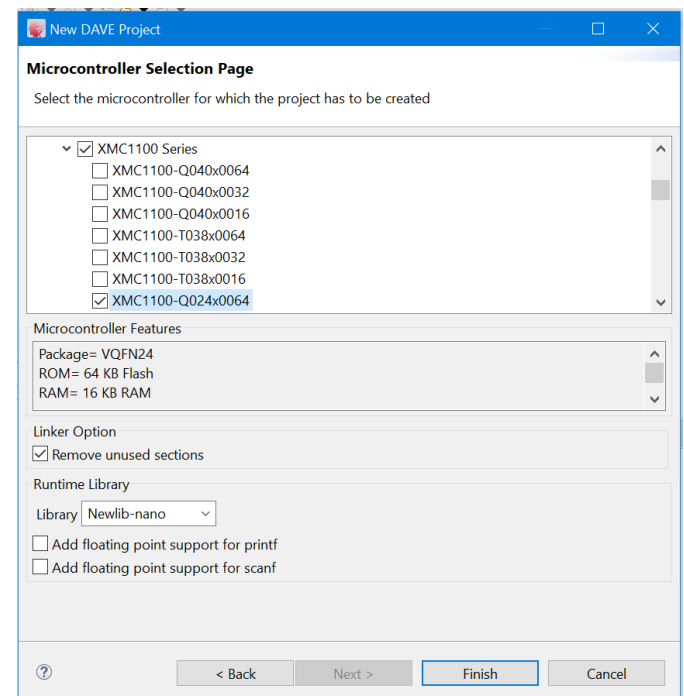 New DAVE Project
Microcontroller Selection Page
Select the microcontroller for which the project has to be created
XMC1100 Series
XMC1100-Q040x0064
XMC1100-Q040x0032
XMC1100-Q040x0016
XMC1100-T038x0064
XMC1100-T038x0032
XMC1100-T038x0016
XMC1100-Q024x0064
Microcontroller Features
Package= VQFN24
ROM= 64 KB Flash
RAM= 16 KB RAM
Linker Option
Remove unused sections
Runtime Library
Library Newlib-nano
Add floating point support for printf
Add floating point support for scanf
? < Back Next > Finish Cancel